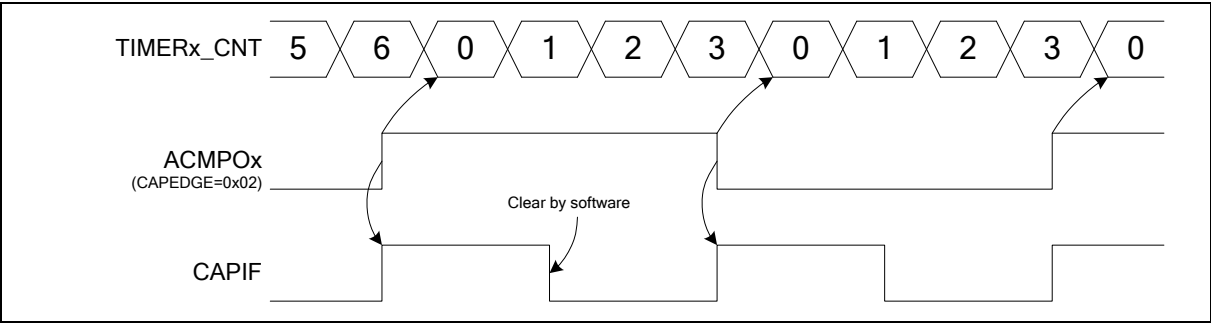 TIMERx_CNT 5 6 0 1 2 3 0 1 2 3 0
ACMPOx
(CAPEDGE=0x02)
Clear by software
CAPIF